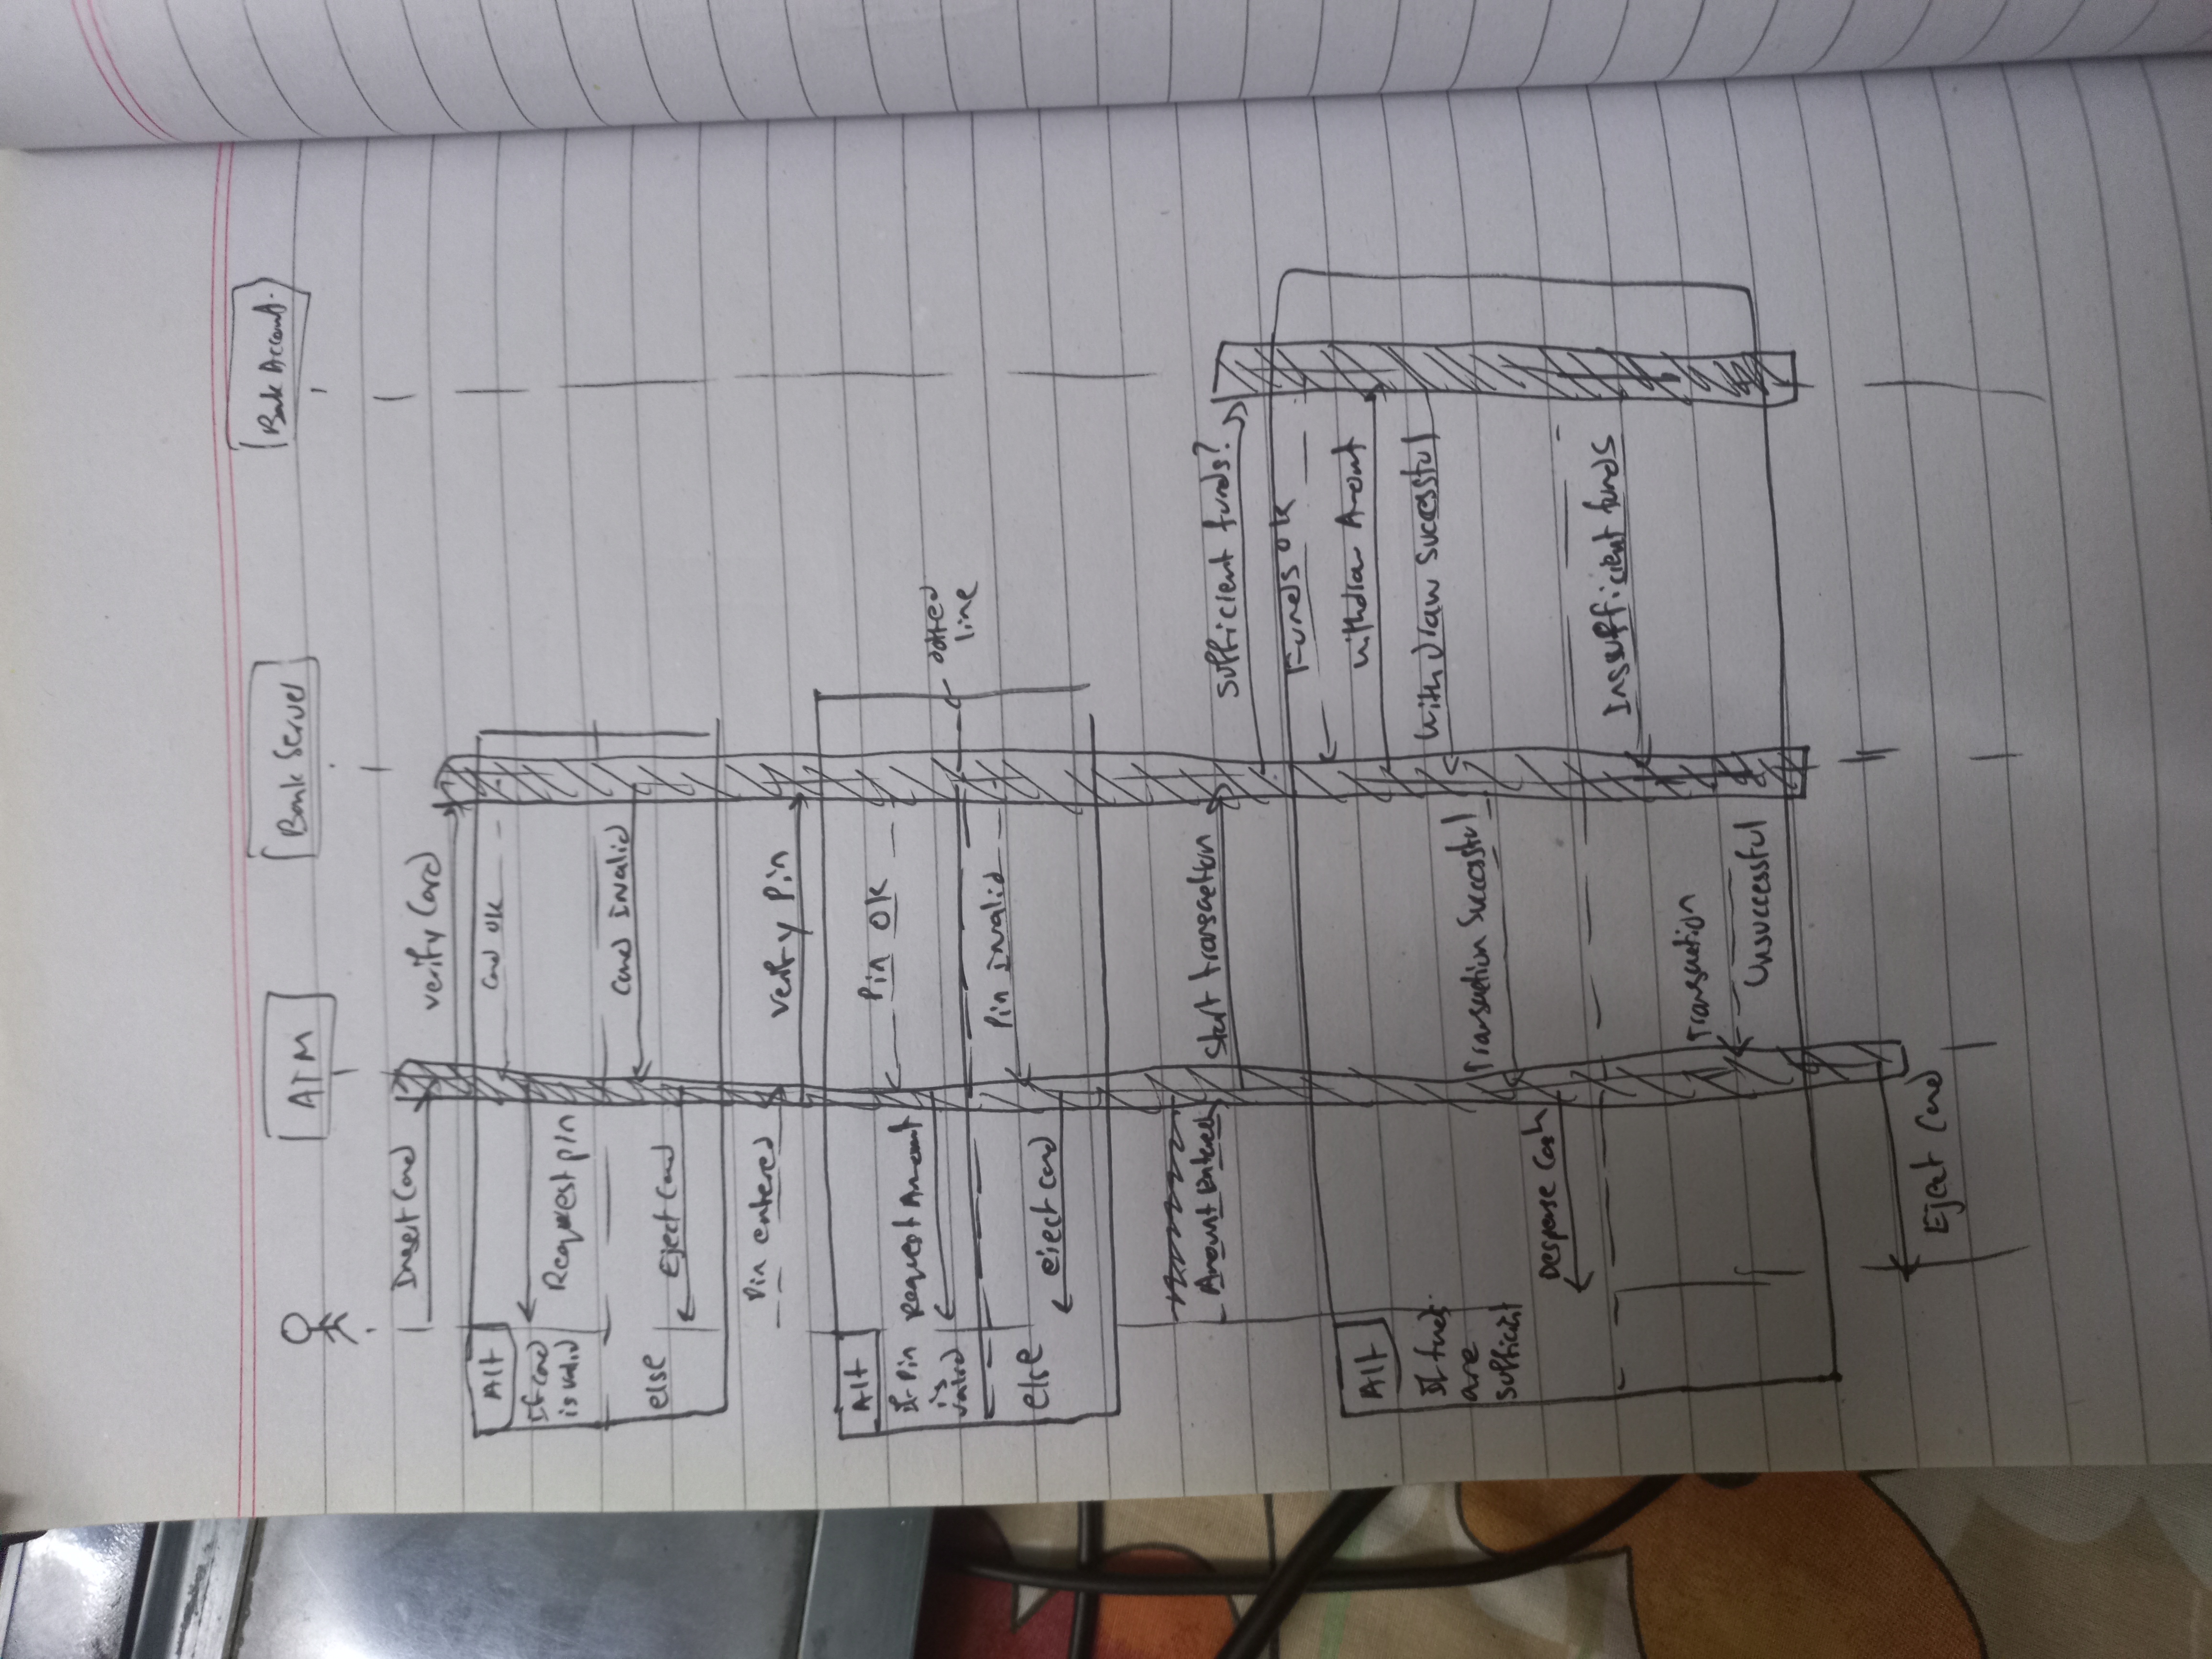 ATM
Bank Server
Bank Account.
Insert Card
verify Card
Alt
Card ok
If card
is valid
Request pin
Card Invalid
else
Eject Card
Pin entered
verify Pin
Alt
Pin OK
If Pin
is
valid
Request Amount
dotted
line
Pin Invalid
else
eject card
Amount Entered
Start transaction
Sufficient funds?
Funds ok
Alt
withdraw Amount
If funds
are
sufficient
withdraw successful
Transaction Successful
Despense Cash
Inssufficient funds
Transaction
Unsuccessful
Eject Card